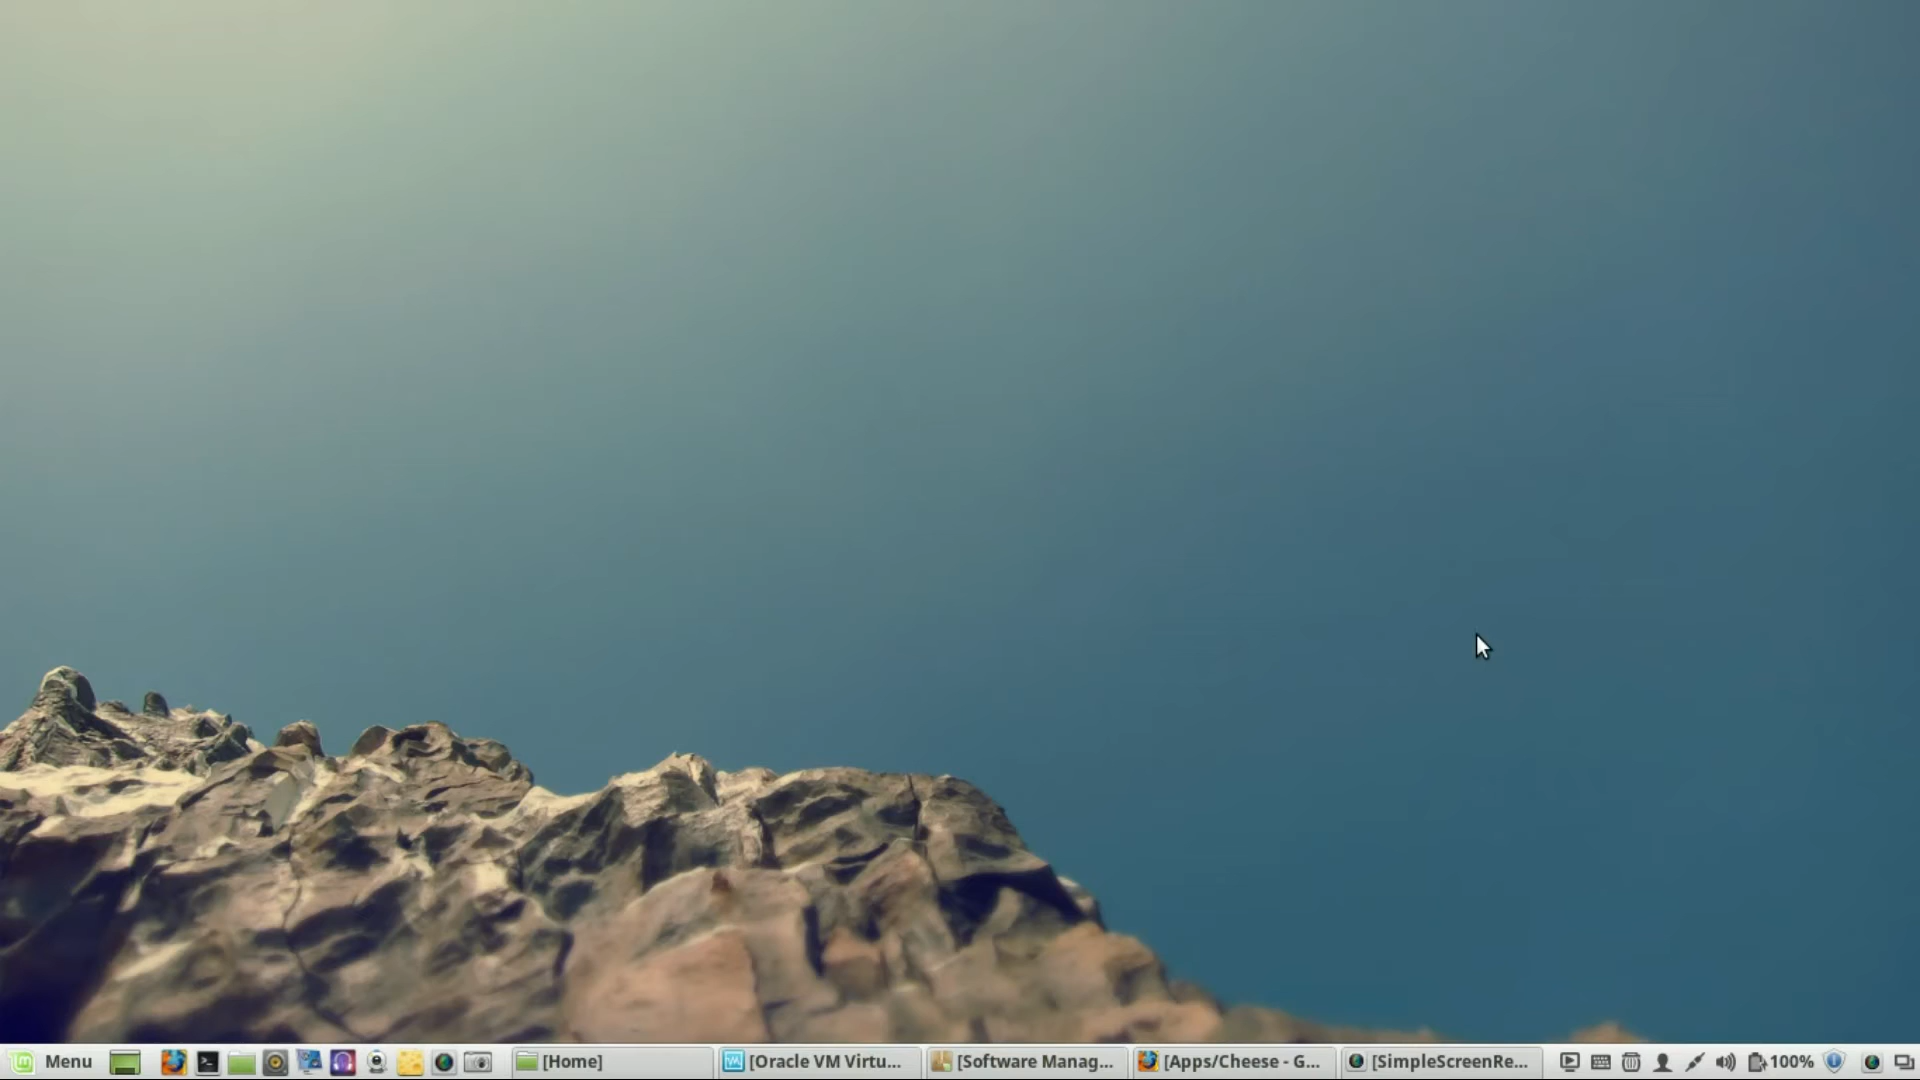 Menu
[Home]
[Oracle VM Virtu...
[Software Manag...
[Apps/Cheese - G...
[SimpleScreenRe...
100%